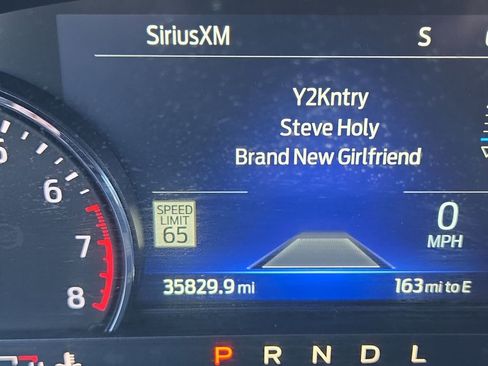 SiriusXM
S
Y2Kntry
Steve Holy
Brand New Girlfriend
6
7
8
SPEED
LIMIT
65
0
MPH
35829.9 mi
163 mi to E
P R N D L